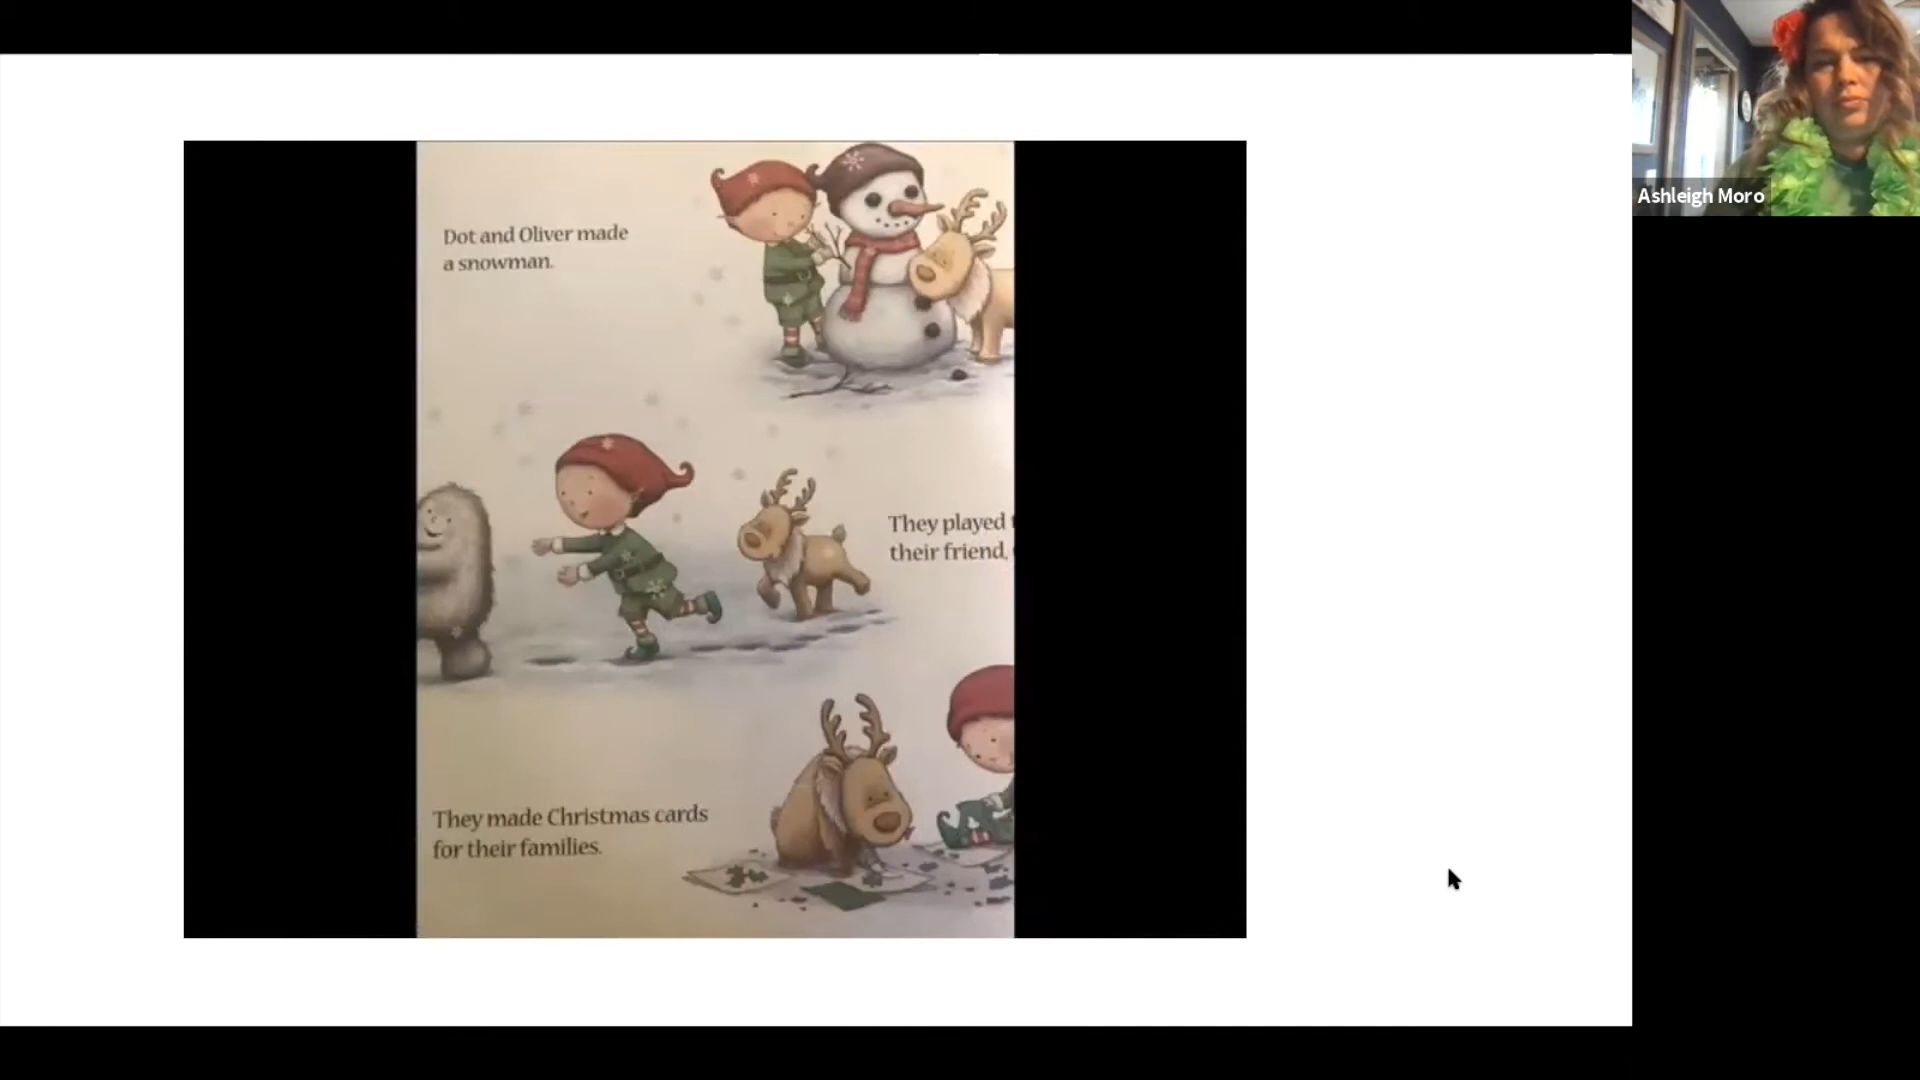 Dot and Oliver made
a snowman.
They played
their friend,
They made Christmas cards
for their families.
Ashleigh Moro